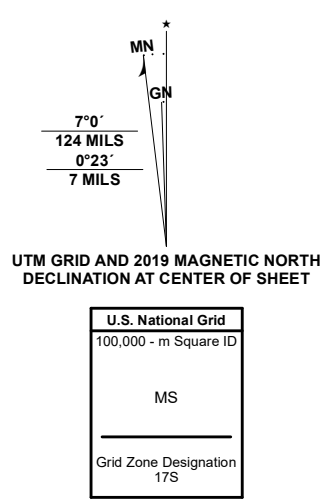 MN
GN
7°0´
124 MILS
0°23´
7 MILS
UTM GRID AND 2019 MAGNETIC NORTH
DECLINATION AT CENTER OF SHEET
U.S. National Grid
100,000 - m Square ID
MS
Grid Zone Designation
17S